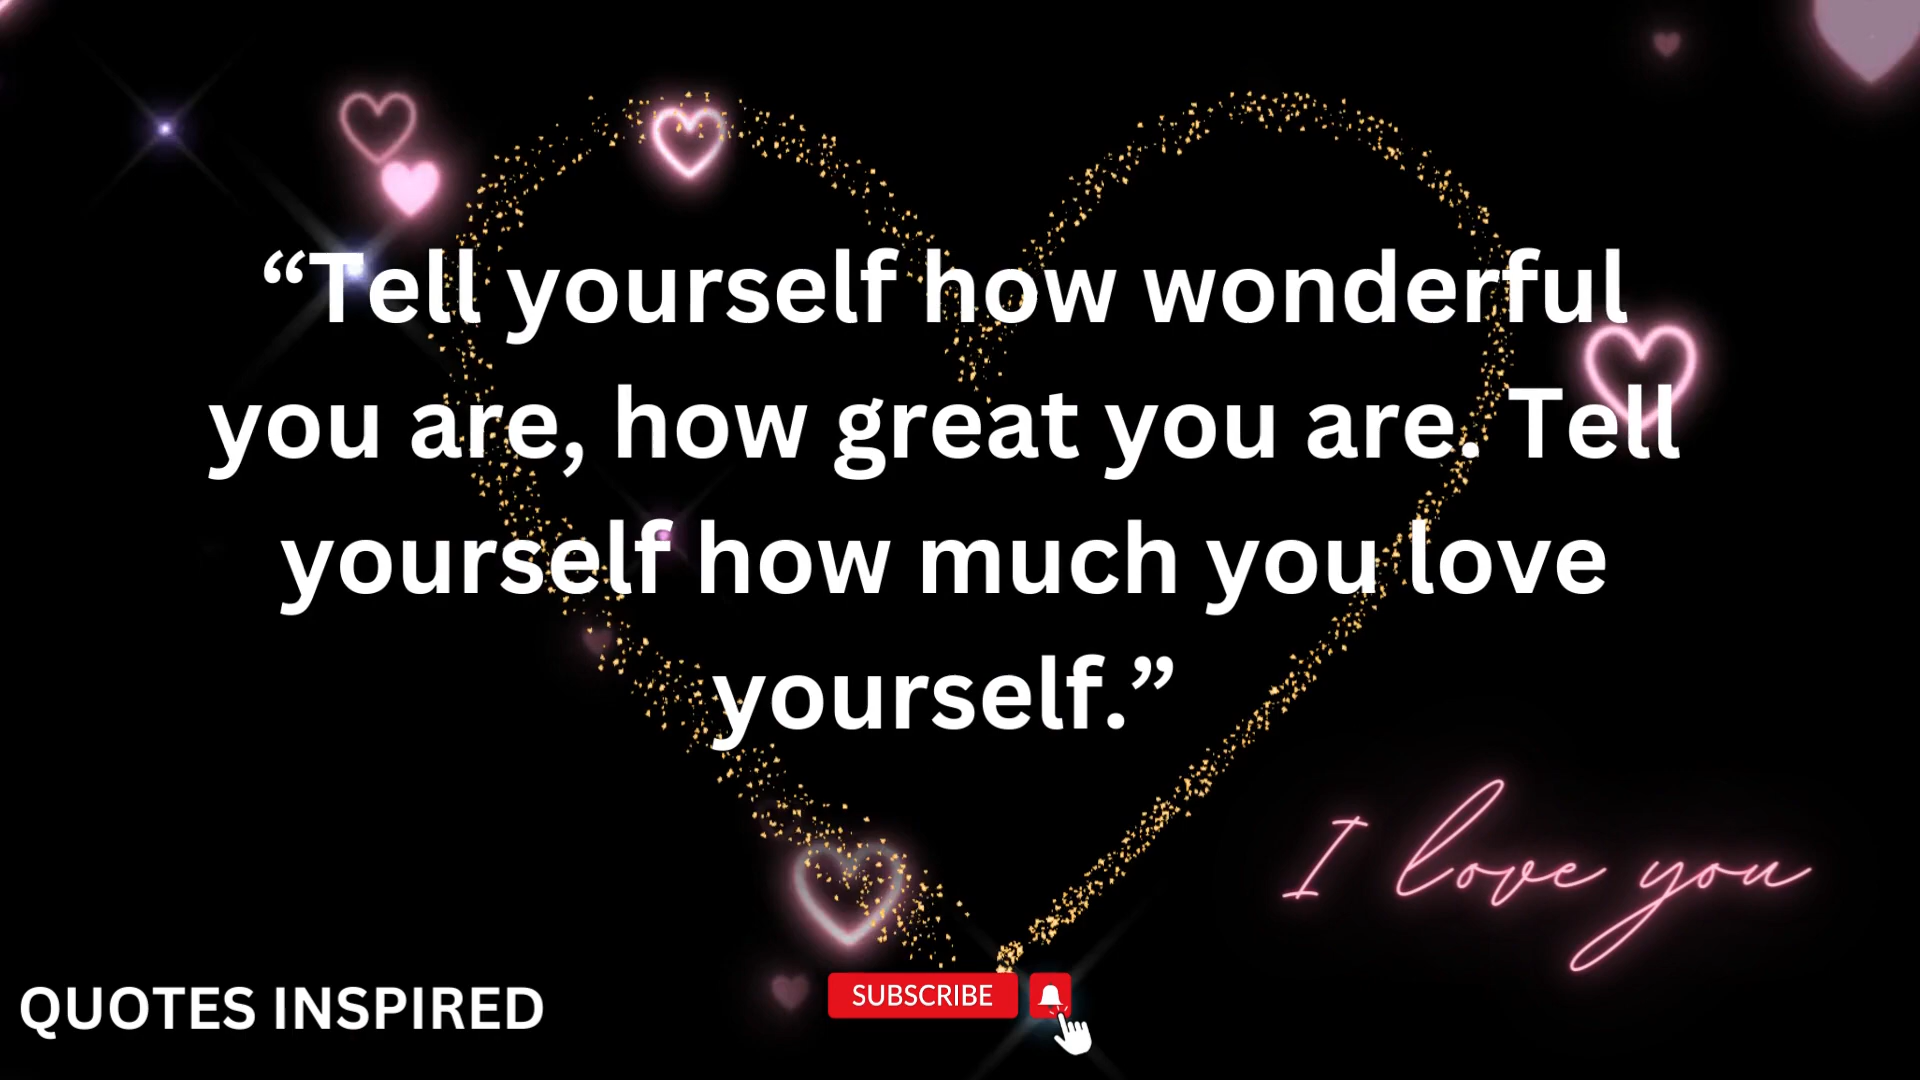 “Tell yourself how wonderful
you are, how great you are. Tell
yourself how much you love
yourself.”
I love you
QUOTES INSPIRED
SUBSCRIBE